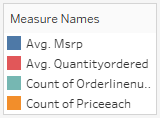 Measure Names
Avg. Msrp
Avg. Quantityordered
Count of Orderlinenu..
Count of Priceeach